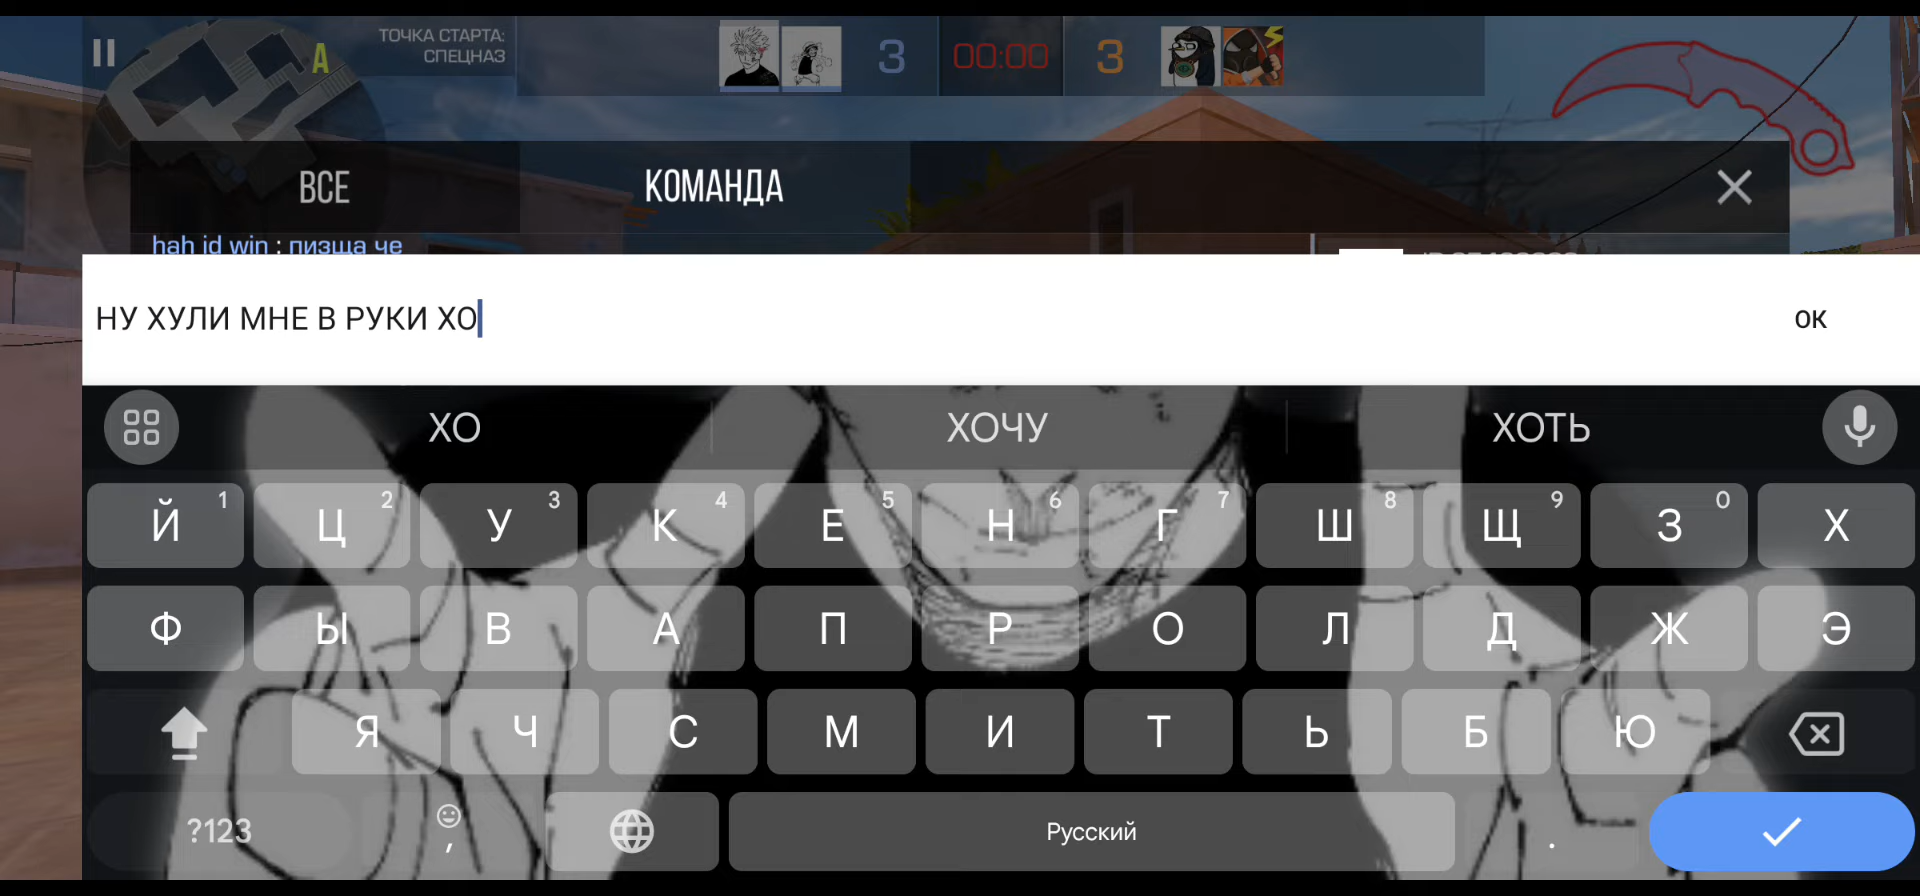 A
ТОЧКА СТАРТА:
СПЕЦНАЗ
3
00:00
3
ВСЕ
КОМАНДА
hah id win : пизща че
НУ ХУЛИ МНЕ В РУКИ ХО
ОК
ХО
ХОЧУ
ХОТЬ
Й 1 Ц 2 У 3 К 4 Е 5 Н 6 Г 7 Ш 8 Щ 9 З 0 Х
Ф Ы В А П Р О Л Д Ж Э
Я Ч С М И Т Ь Б Ю
?123 , Русский .